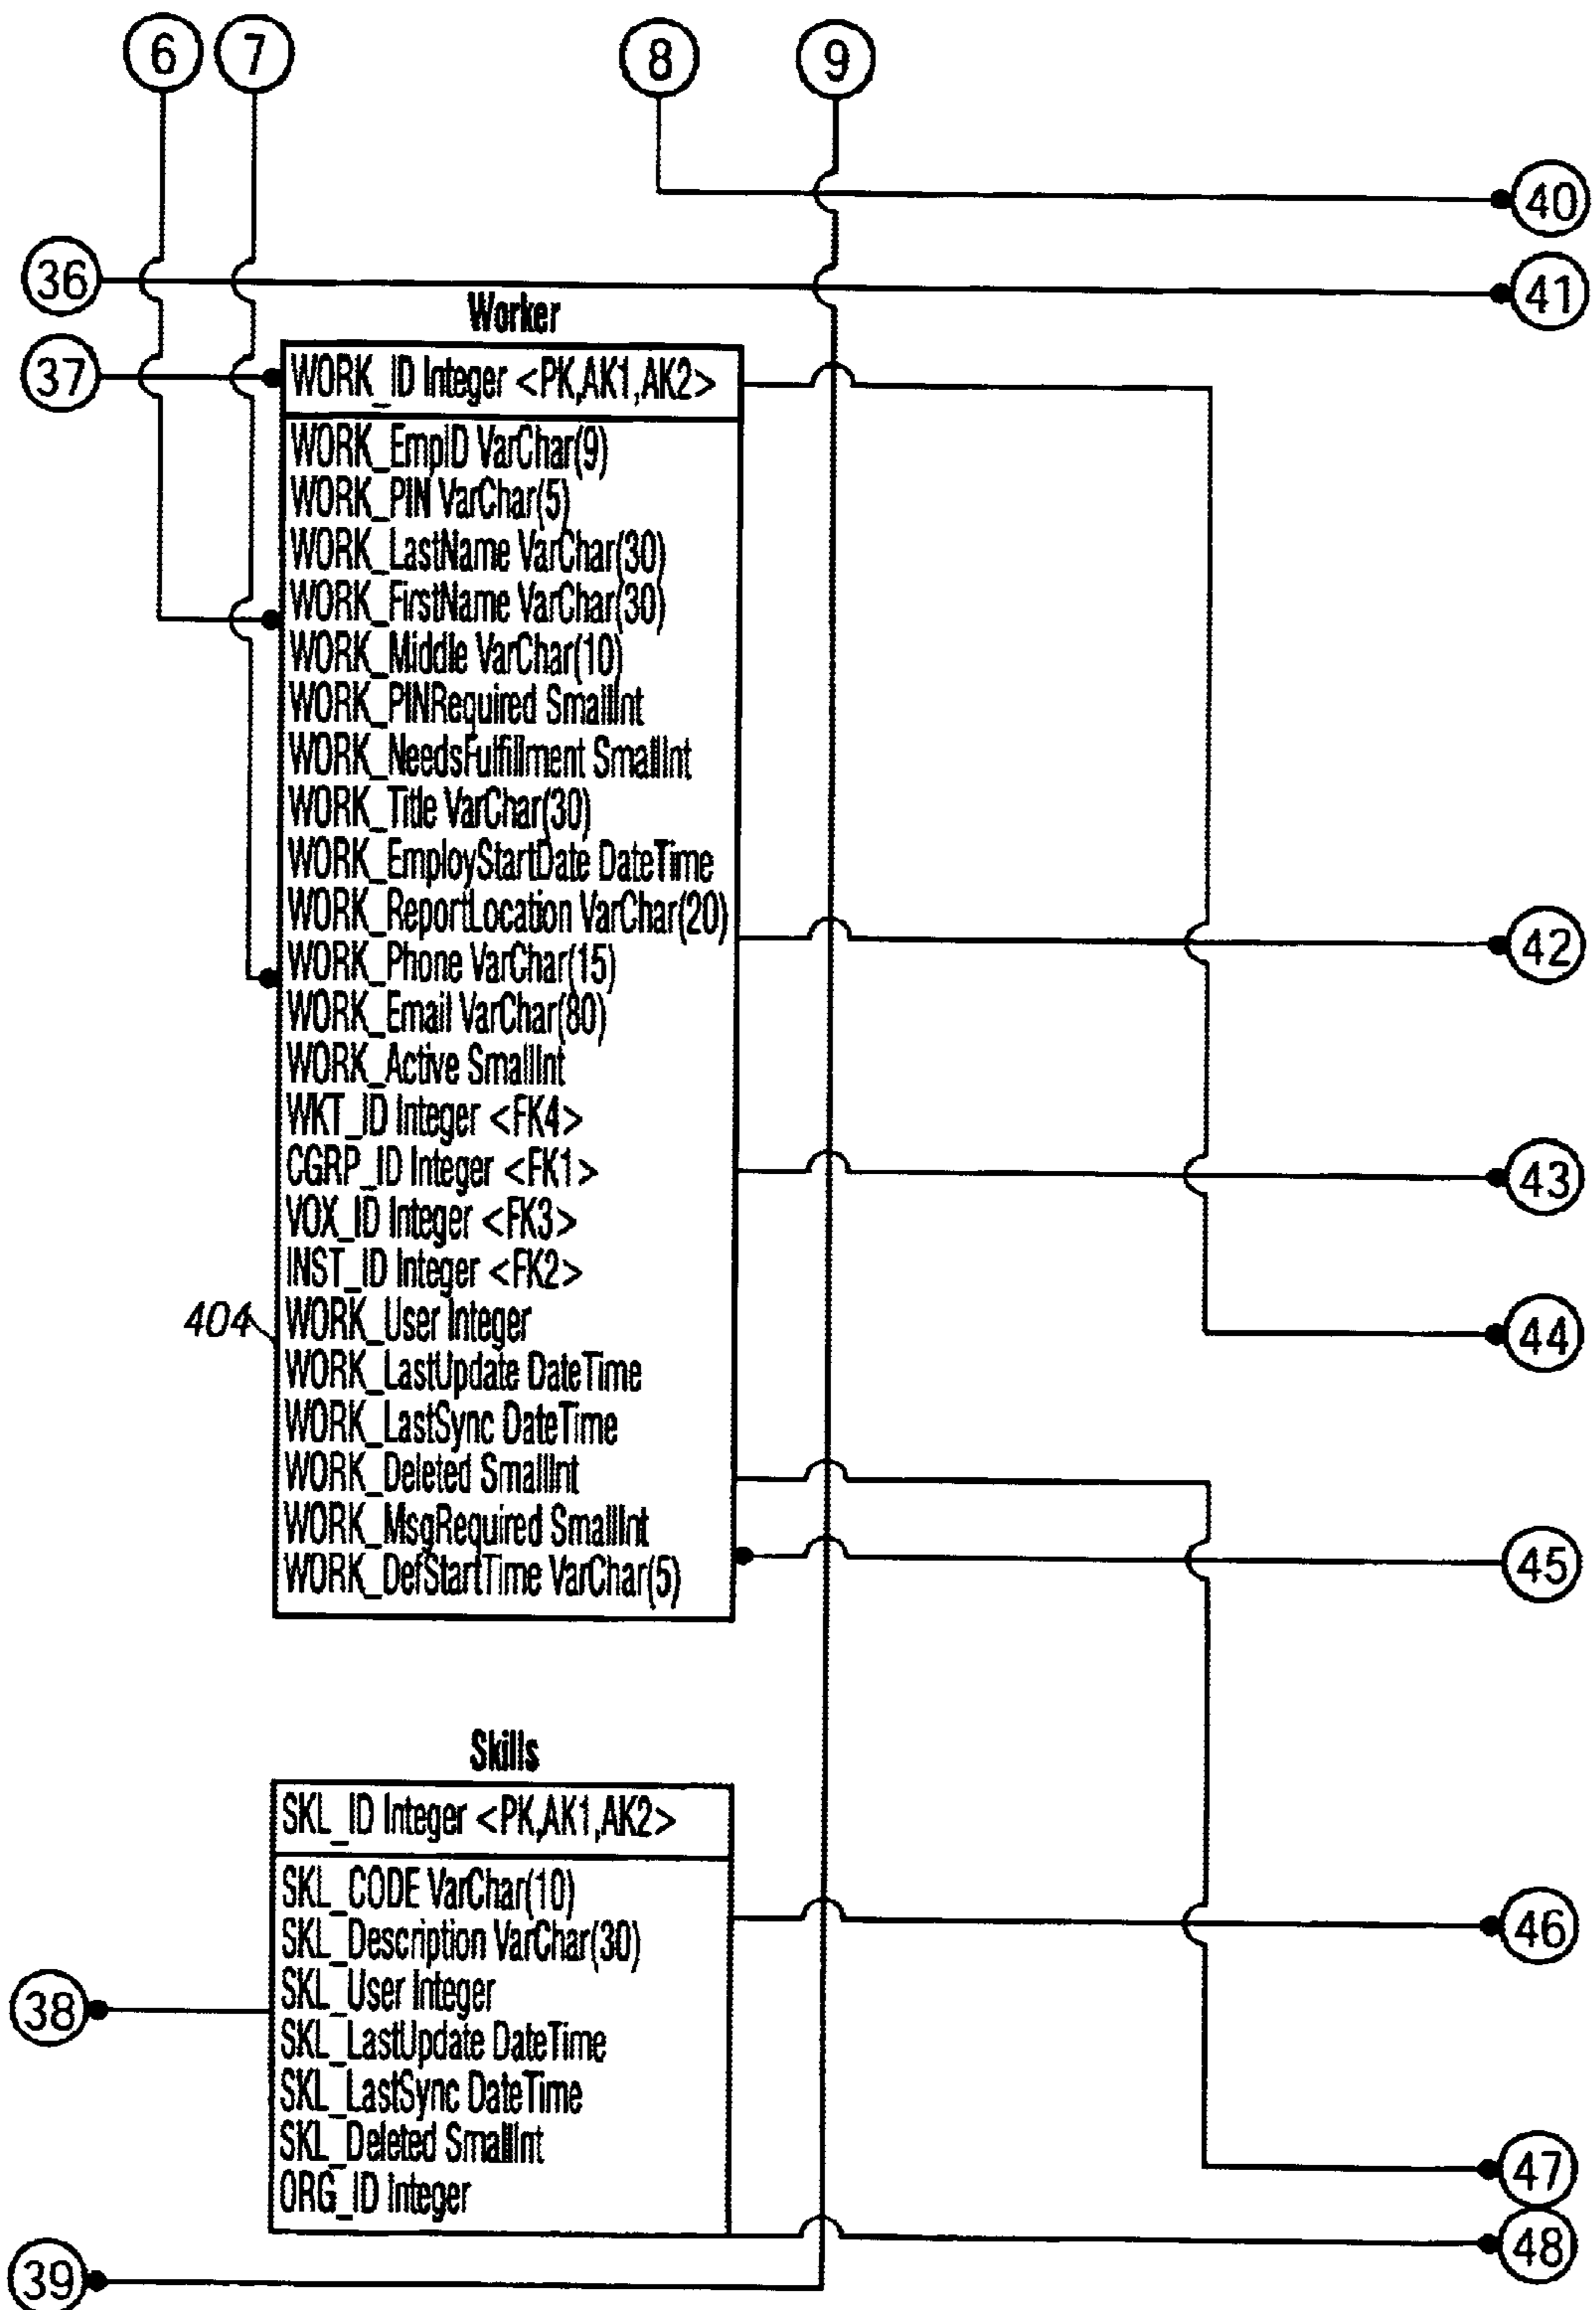 6 7 8 9
40
36
41
Worker
37
WORK_ID Integer <PK,AK1,AK2>
WORK_EmpID VarChar(9)
WORK_PIN VarChar(5)
WORK_LastName VarChar(30)
WORK_FirstName VarChar(30)
WORK_Middle VarChar(10)
WORK_PINRequired SmallInt
WORK_NeedsFulfillment SmallInt
WORK_Title VarChar(30)
WORK_EmployStartDate DateTime
WORK_ReportLocation VarChar(20)
42
WORK_Phone VarChar(15)
WORK_Email VarChar(80)
WORK_Active SmallInt
WKT_ID Integer <FK4>
CGRP_ID Integer <FK1>
43
VOX_ID Integer <FK3>
INST_ID Integer <FK2>
404
WORK_User Integer
44
WORK_LastUpdate DateTime
WORK_LastSync DateTime
WORK_Deleted SmallInt
WORK_MsgRequired SmallInt
WORK_DefStartTime VarChar(5)
45
Skills
SKL_ID Integer <PK,AK1,AK2>
SKL_CODE VarChar(10)
46
SKL_Description VarChar(30)
SKL_User Integer
38
SKL_LastUpdate DateTime
SKL_LastSync DateTime
SKL_Deleted SmallInt
47
ORG_ID Integer
48
39